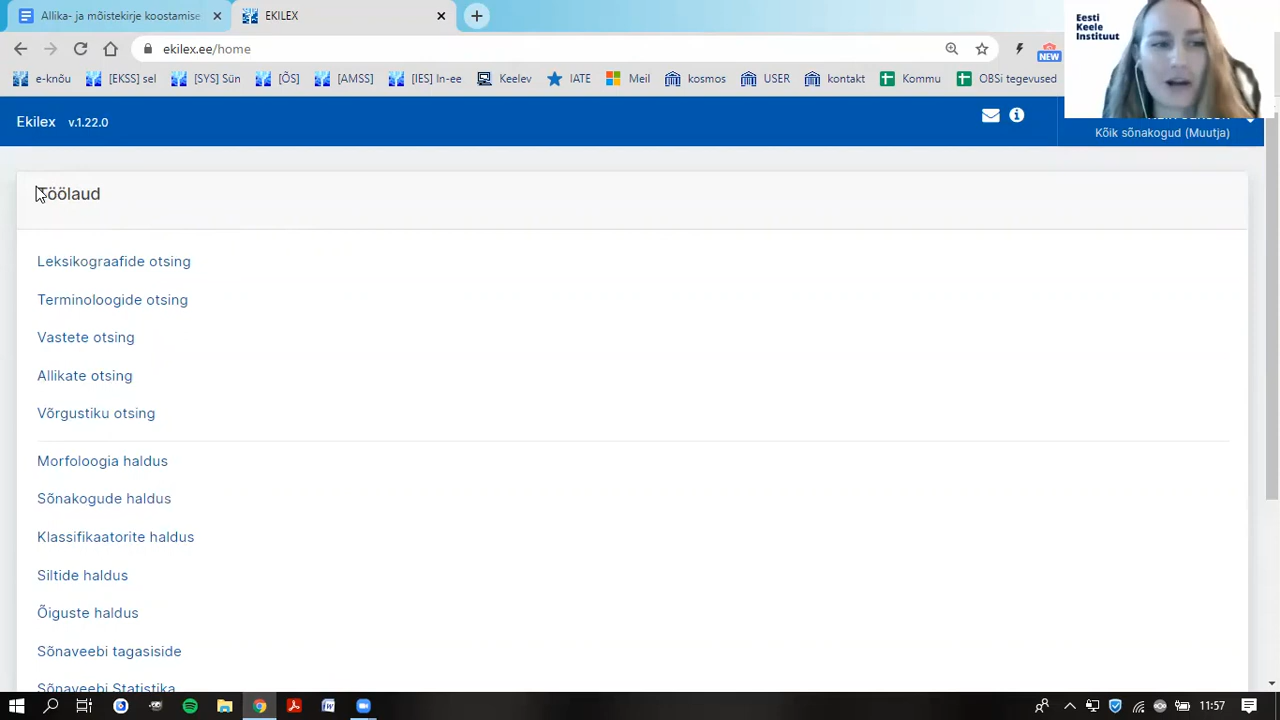 Allika- ja mõistekirje koostamise
EKILEX
ekilex.ee/home
NEW
e-knõu
[EKSS] sel
[SYS] Sün
[ÕS]
[AMSS]
[IES] In-ee
Keelev
IATE
Meil
kosmos
USER
kontakt
Kommu
OBSi tegevused
Eesti
Keele
Instituut
Ekilex
v.1.22.0
Kõik sõnakogud (Muutja)
Töölaud
Leksikograafide otsing
Terminoloogide otsing
Vastete otsing
Allikate otsing
Võrgustiku otsing
Morfoloogia haldus
Sõnakogude haldus
Klassifikaatorite haldus
Siltide haldus
Õiguste haldus
Sõnaveebi tagasiside
Sõnaveebi Statistika
11:57